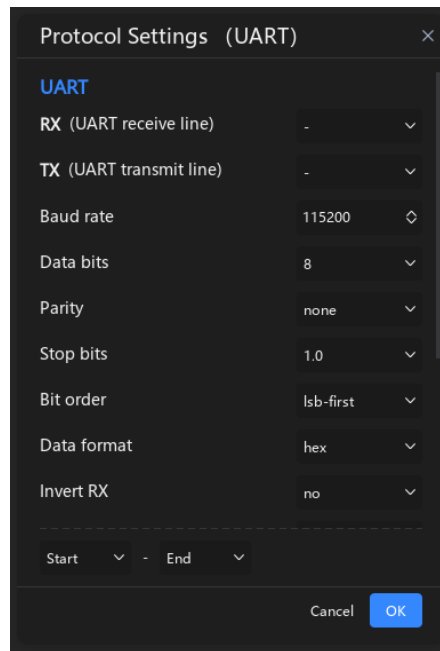 Protocol Settings (UART)
UART
RX (UART receive line) -
TX (UART transmit line) -
Baud rate 115200
Data bits 8
Parity none
Stop bits 1.0
Bit order lsb-first
Data format hex
Invert RX no
Start - End
Cancel OK